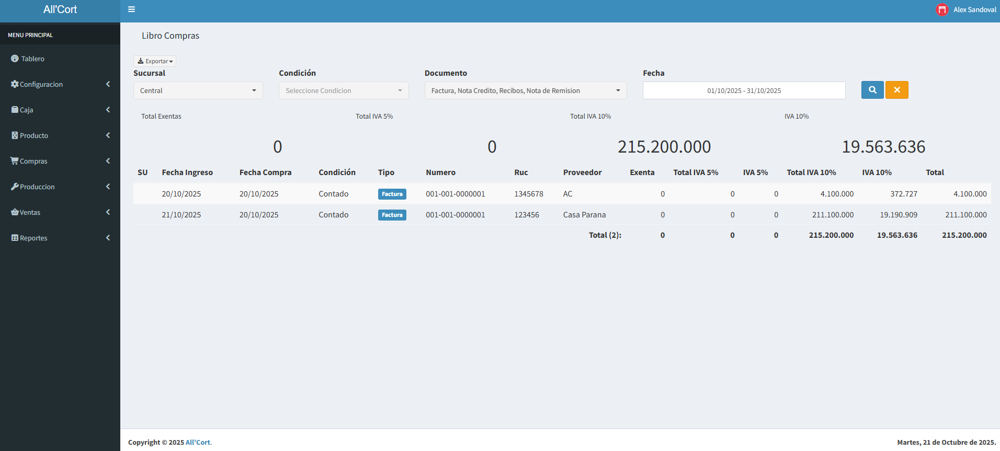 All'Cort
Alex Sandoval
MENU PRINCIPAL
Tablero
Configuracion
Caja
Producto
Compras
Produccion
Ventas
Reportes
Libro Compras
Exportar
Sucursal Condición Documento Fecha
Central Seleccione Condicion Factura, Nota Credito, Recibos, Nota de Remision 01/10/2025 - 31/10/2025
Total Exentas Total IVA 5% Total IVA 10% IVA 10%
0 0 215.200.000 19.563.636
SU Fecha Ingreso Fecha Compra Condición Tipo Numero Ruc Proveedor Exenta Total IVA 5% IVA 5% Total IVA 10% IVA 10% Total
20/10/2025 20/10/2025 Contado Factura 001-001-0000001 1345678 AC 0 0 0 4.100.000 372.727 4.100.000
21/10/2025 20/10/2025 Contado Factura 001-001-0000001 123456 Casa Parana 0 0 0 211.100.000 19.190.909 211.100.000
Total (2): 0 0 0 215.200.000 19.563.636 215.200.000
Copyright © 2025 All'Cort.
Martes, 21 de Octubre de 2025.